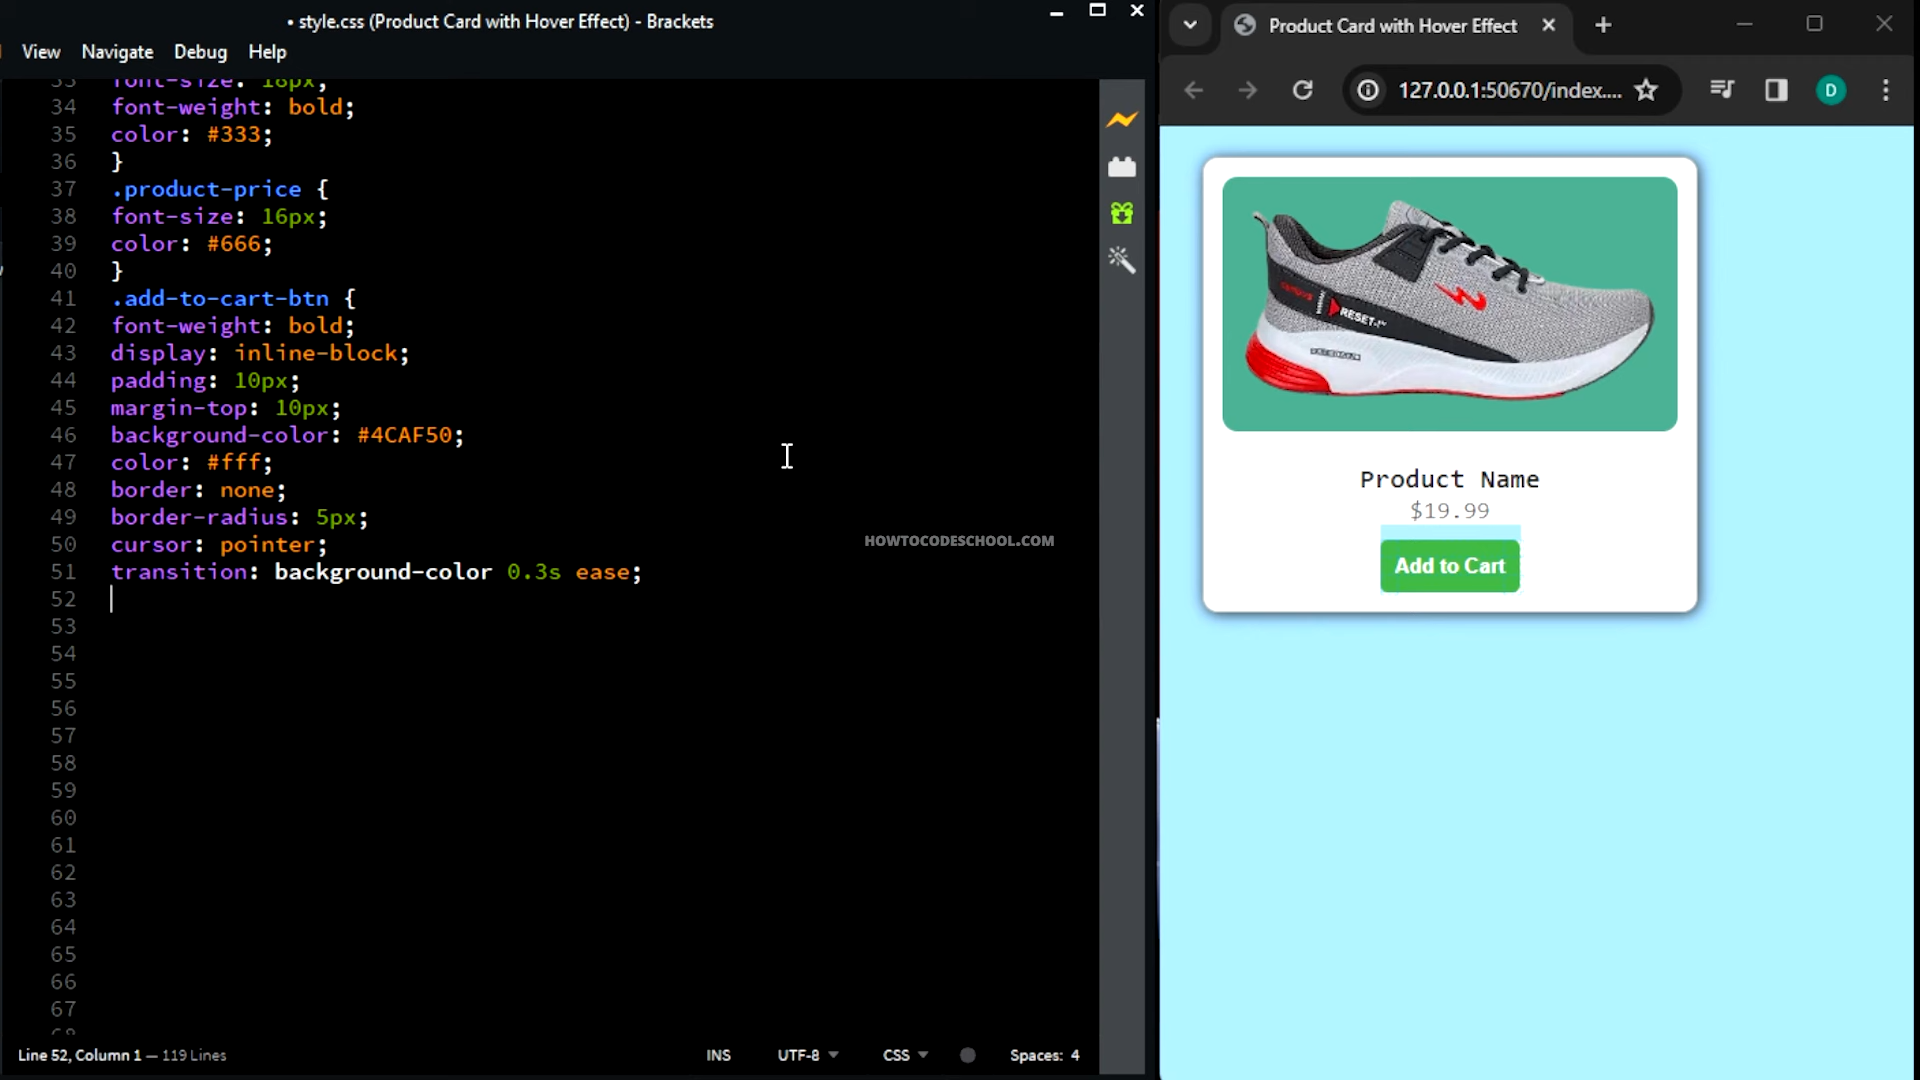 • style.css (Product Card with Hover Effect) - Brackets
View Navigate Debug Help
33 font-size: 18px;
34 font-weight: bold;
35 color: #333;
36 }
37 .product-price {
38 font-size: 16px;
39 color: #666;
40 }
41 .add-to-cart-btn {
42 font-weight: bold;
43 display: inline-block;
44 padding: 10px;
45 margin-top: 10px;
46 background-color: #4CAF50;
47 color: #fff;
48 border: none;
49 border-radius: 5px;
50 cursor: pointer;
51 transition: background-color 0.3s ease;
52
53
54
55
56
57
58
59
60
61
62
63
64
65
66
67
68
HOWTOCODESCHOOL.COM
Line 52, Column 1 — 119 Lines
INS UTF-8 CSS Spaces: 4
Product Card with Hover Effect
127.0.0.1:50670/index....
D
RESET
Product Name
$19.99
Add to Cart